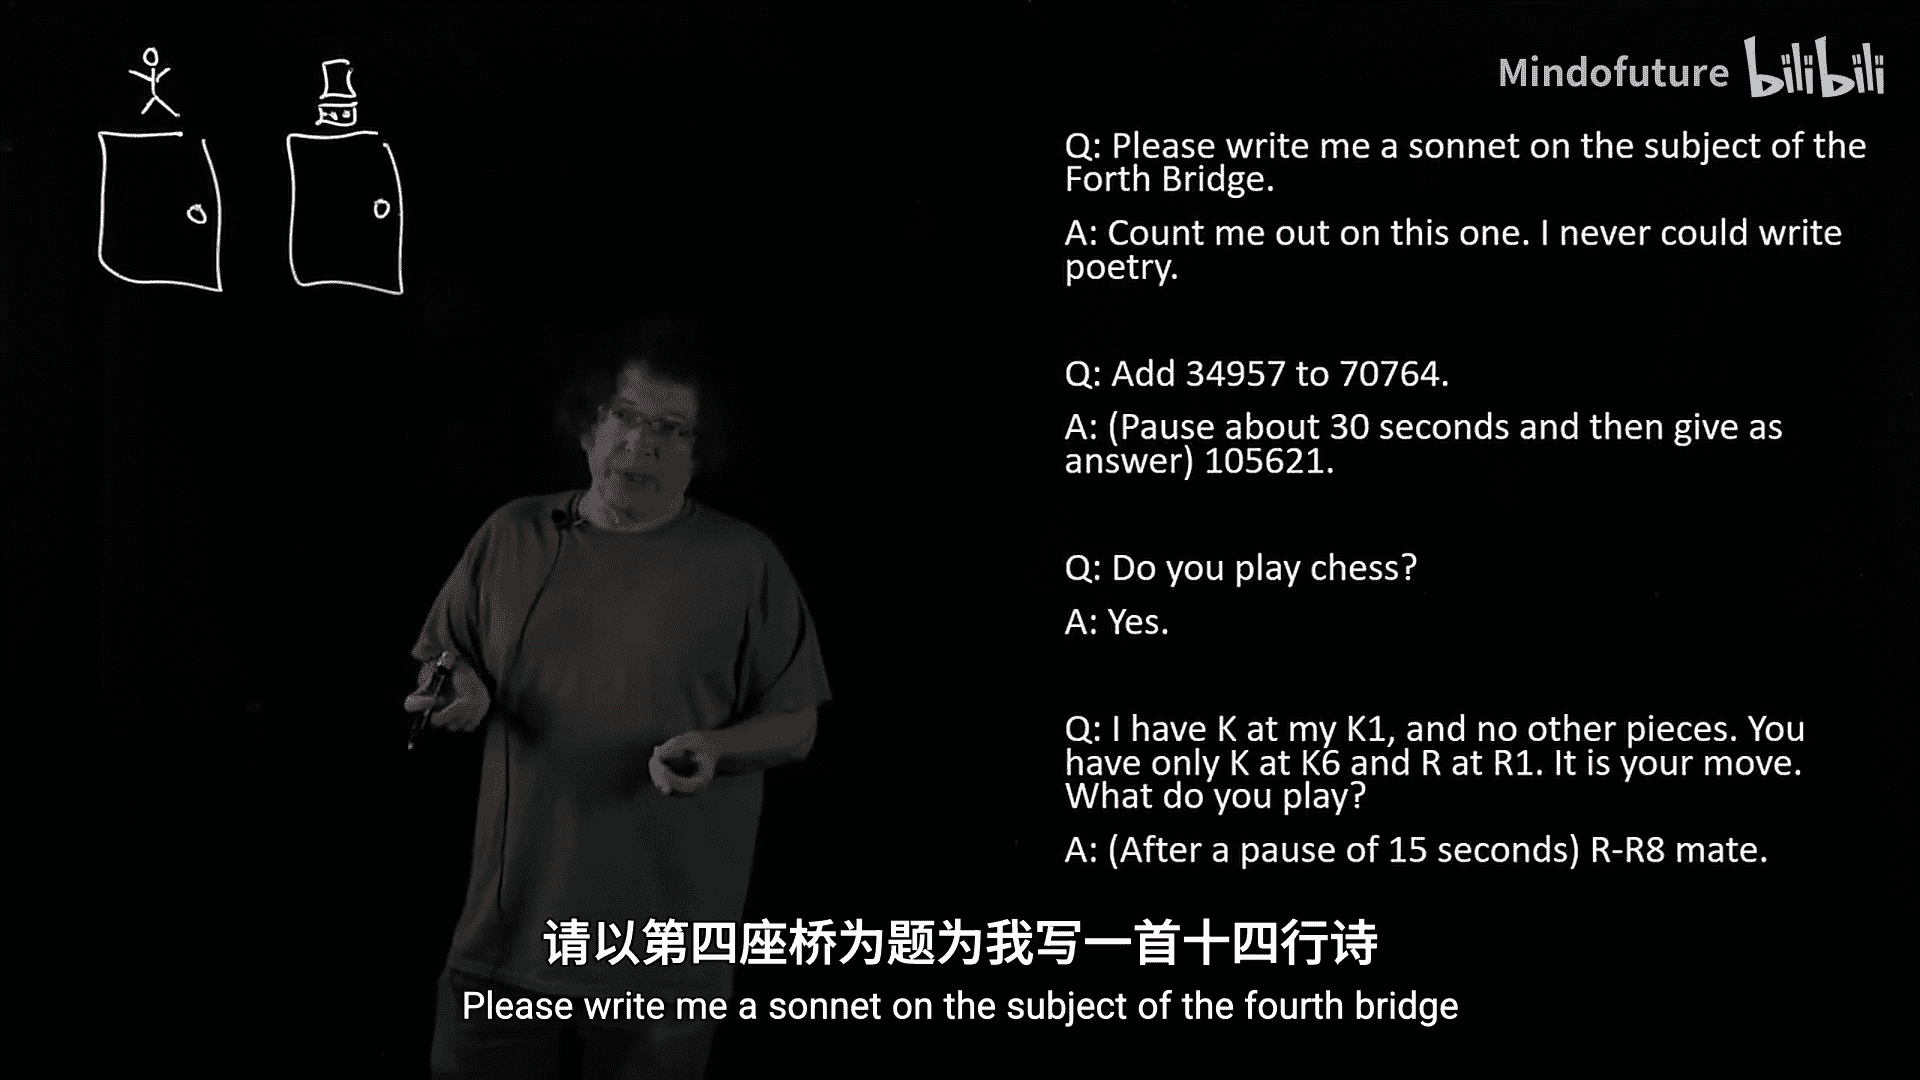 Mindofuture bilibili
Q: Please write me a sonnet on the subject of the
Forth Bridge.
A: Count me out on this one. I never could write
poetry.
Q: Add 34957 to 70764.
A: (Pause about 30 seconds and then give as
answer) 105621.
Q: Do you play chess?
A: Yes.
Q: I have K at my K1, and no other pieces. You
have only K at K6 and R at R1. It is your move.
What do you play?
A: (After a pause of 15 seconds) R-R8 mate.
请以第四座桥为题为我写一首十四行诗
Please write me a sonnet on the subject of the fourth bridge